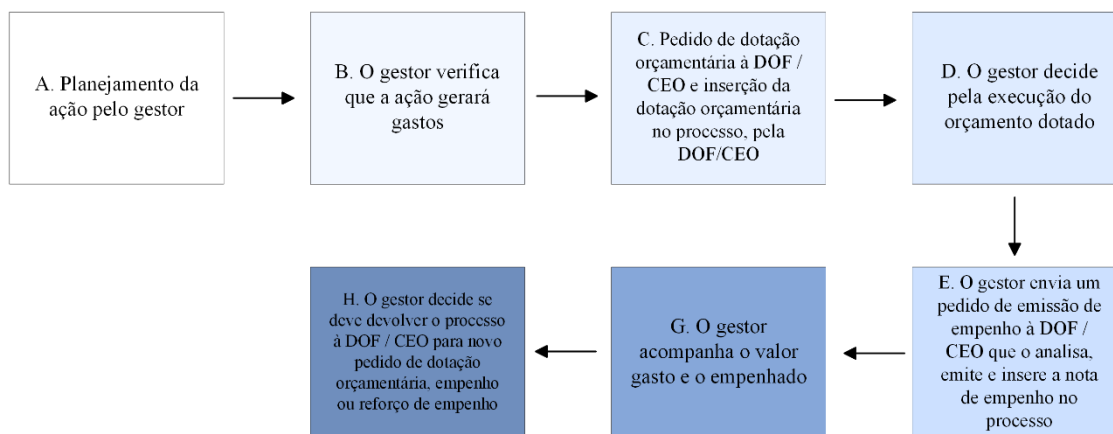 A. Planejamento da
ação pelo gestor
B. O gestor verifica
que a ação gerará
gastos
C. Pedido de dotação
orçamentária à DOF /
CEO e inserção da
dotação orçamentária
no processo, pela
DOF/CEO
D. O gestor decide
pela execução do
orçamento dotado
E. O gestor envia um
pedido de emissão de
empenho à DOF /
CEO que o analisa,
emite e insere a nota
de empenho no
processo
G. O gestor
acompanha o valor
gasto e o empenhado
H. O gestor decide se
deve devolver o processo
à DOF / CEO para novo
pedido de dotação
orçamentária, empenho
ou reforço de empenho